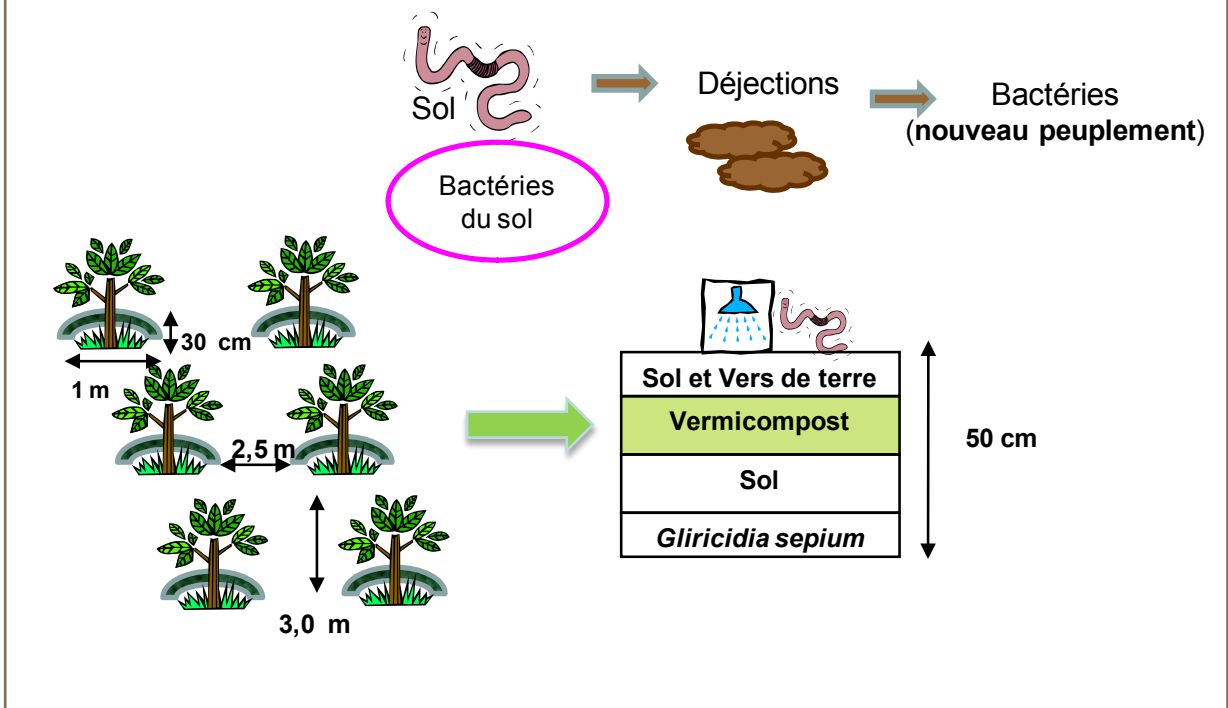 Sol
Déjections
Bactéries
(nouveau peuplement)
Bactéries
du sol
30 cm
1 m
2,5 m
3,0 m
Sol et Vers de terre
Vermicompost
Sol
Gliricidia sepium
50 cm